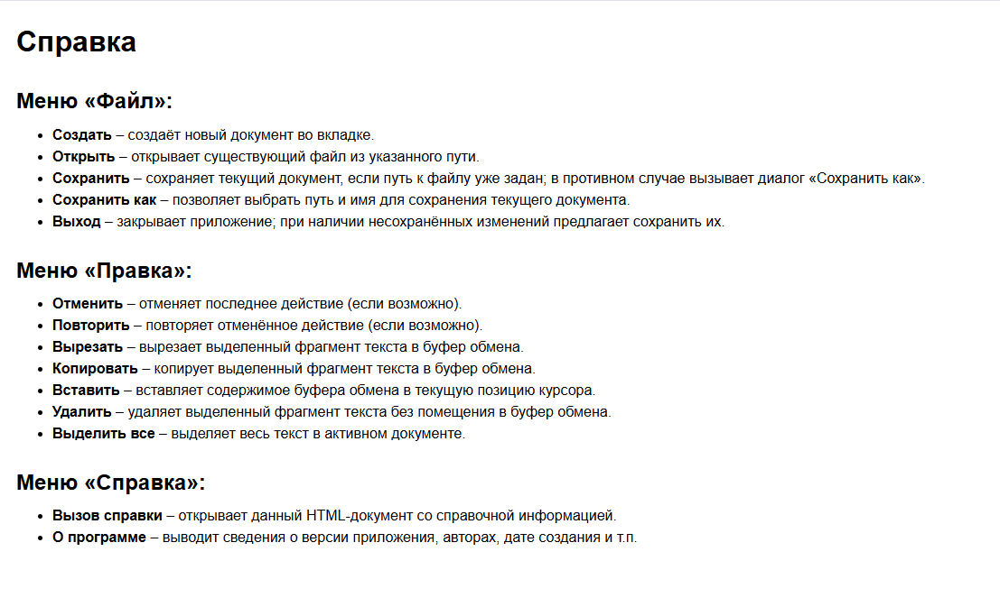 Справка
Меню «Файл»:
• Создать – создаёт новый документ во вкладке.
• Открыть – открывает существующий файл из указанного пути.
• Сохранить – сохраняет текущий документ, если путь к файлу уже задан; в противном случае вызывает диалог «Сохранить как».
• Сохранить как – позволяет выбрать путь и имя для сохранения текущего документа.
• Выход – закрывает приложение; при наличии несохранённых изменений предлагает сохранить их.
Меню «Правка»:
• Отменить – отменяет последнее действие (если возможно).
• Повторить – повторяет отменённое действие (если возможно).
• Вырезать – вырезает выделенный фрагмент текста в буфер обмена.
• Копировать – копирует выделенный фрагмент текста в буфер обмена.
• Вставить – вставляет содержимое буфера обмена в текущую позицию курсора.
• Удалить – удаляет выделенный фрагмент текста без помещения в буфер обмена.
• Выделить все – выделяет весь текст в активном документе.
Меню «Справка»:
• Вызов справки – открывает данный HTML-документ со справочной информацией.
• О программе – выводит сведения о версии приложения, авторах, дате создания и т.п.